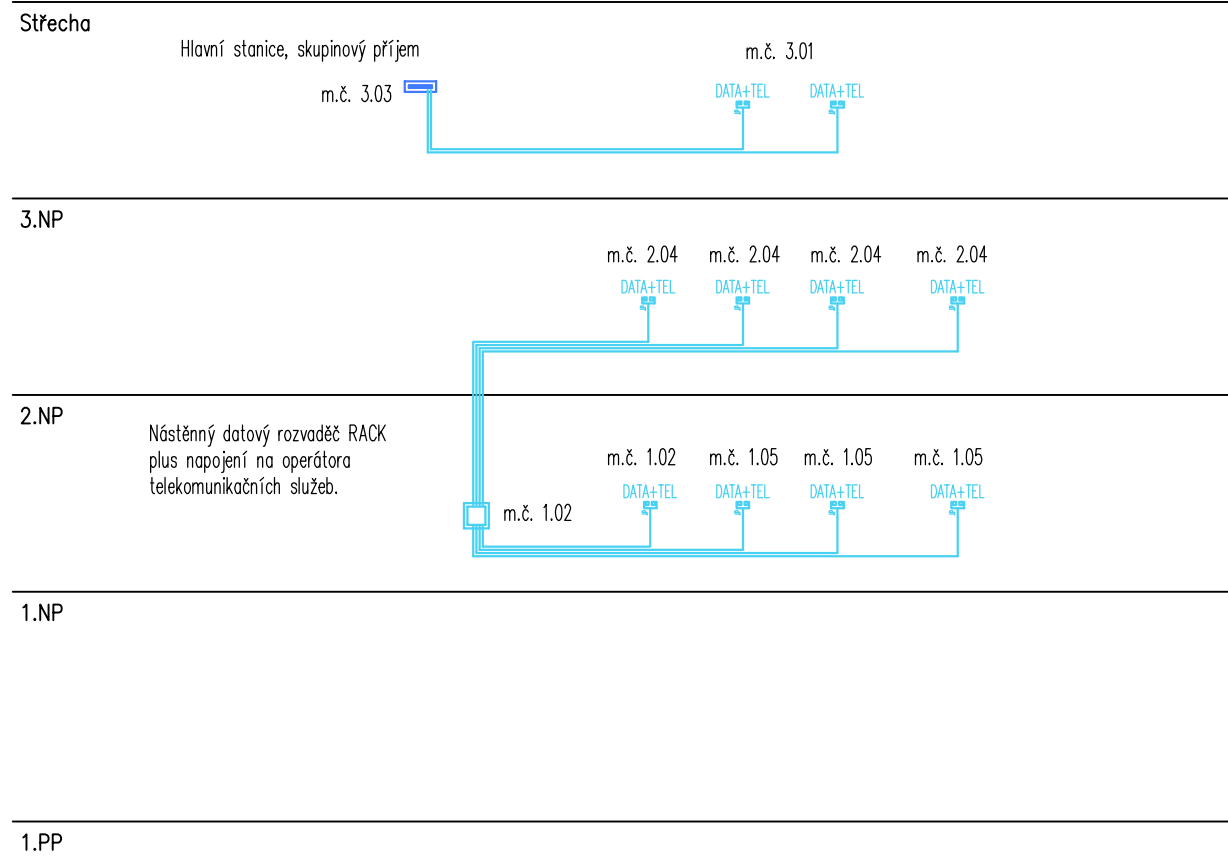 Střecha
Hlavní stanice, skupinový příjem
m.č. 3.01
m.č. 3.03
DATA+TEL DATA+TEL
3.NP
m.č. 2.04 m.č. 2.04 m.č. 2.04 m.č. 2.04
DATA+TEL DATA+TEL DATA+TEL DATA+TEL
2.NP
Nástěnný datový rozvaděč RACK
plus napojení na operátora
telekomunikačních služeb.
m.č. 1.02 m.č. 1.05 m.č. 1.05 m.č. 1.05
DATA+TEL DATA+TEL DATA+TEL DATA+TEL
m.č. 1.02
1.NP
1.PP